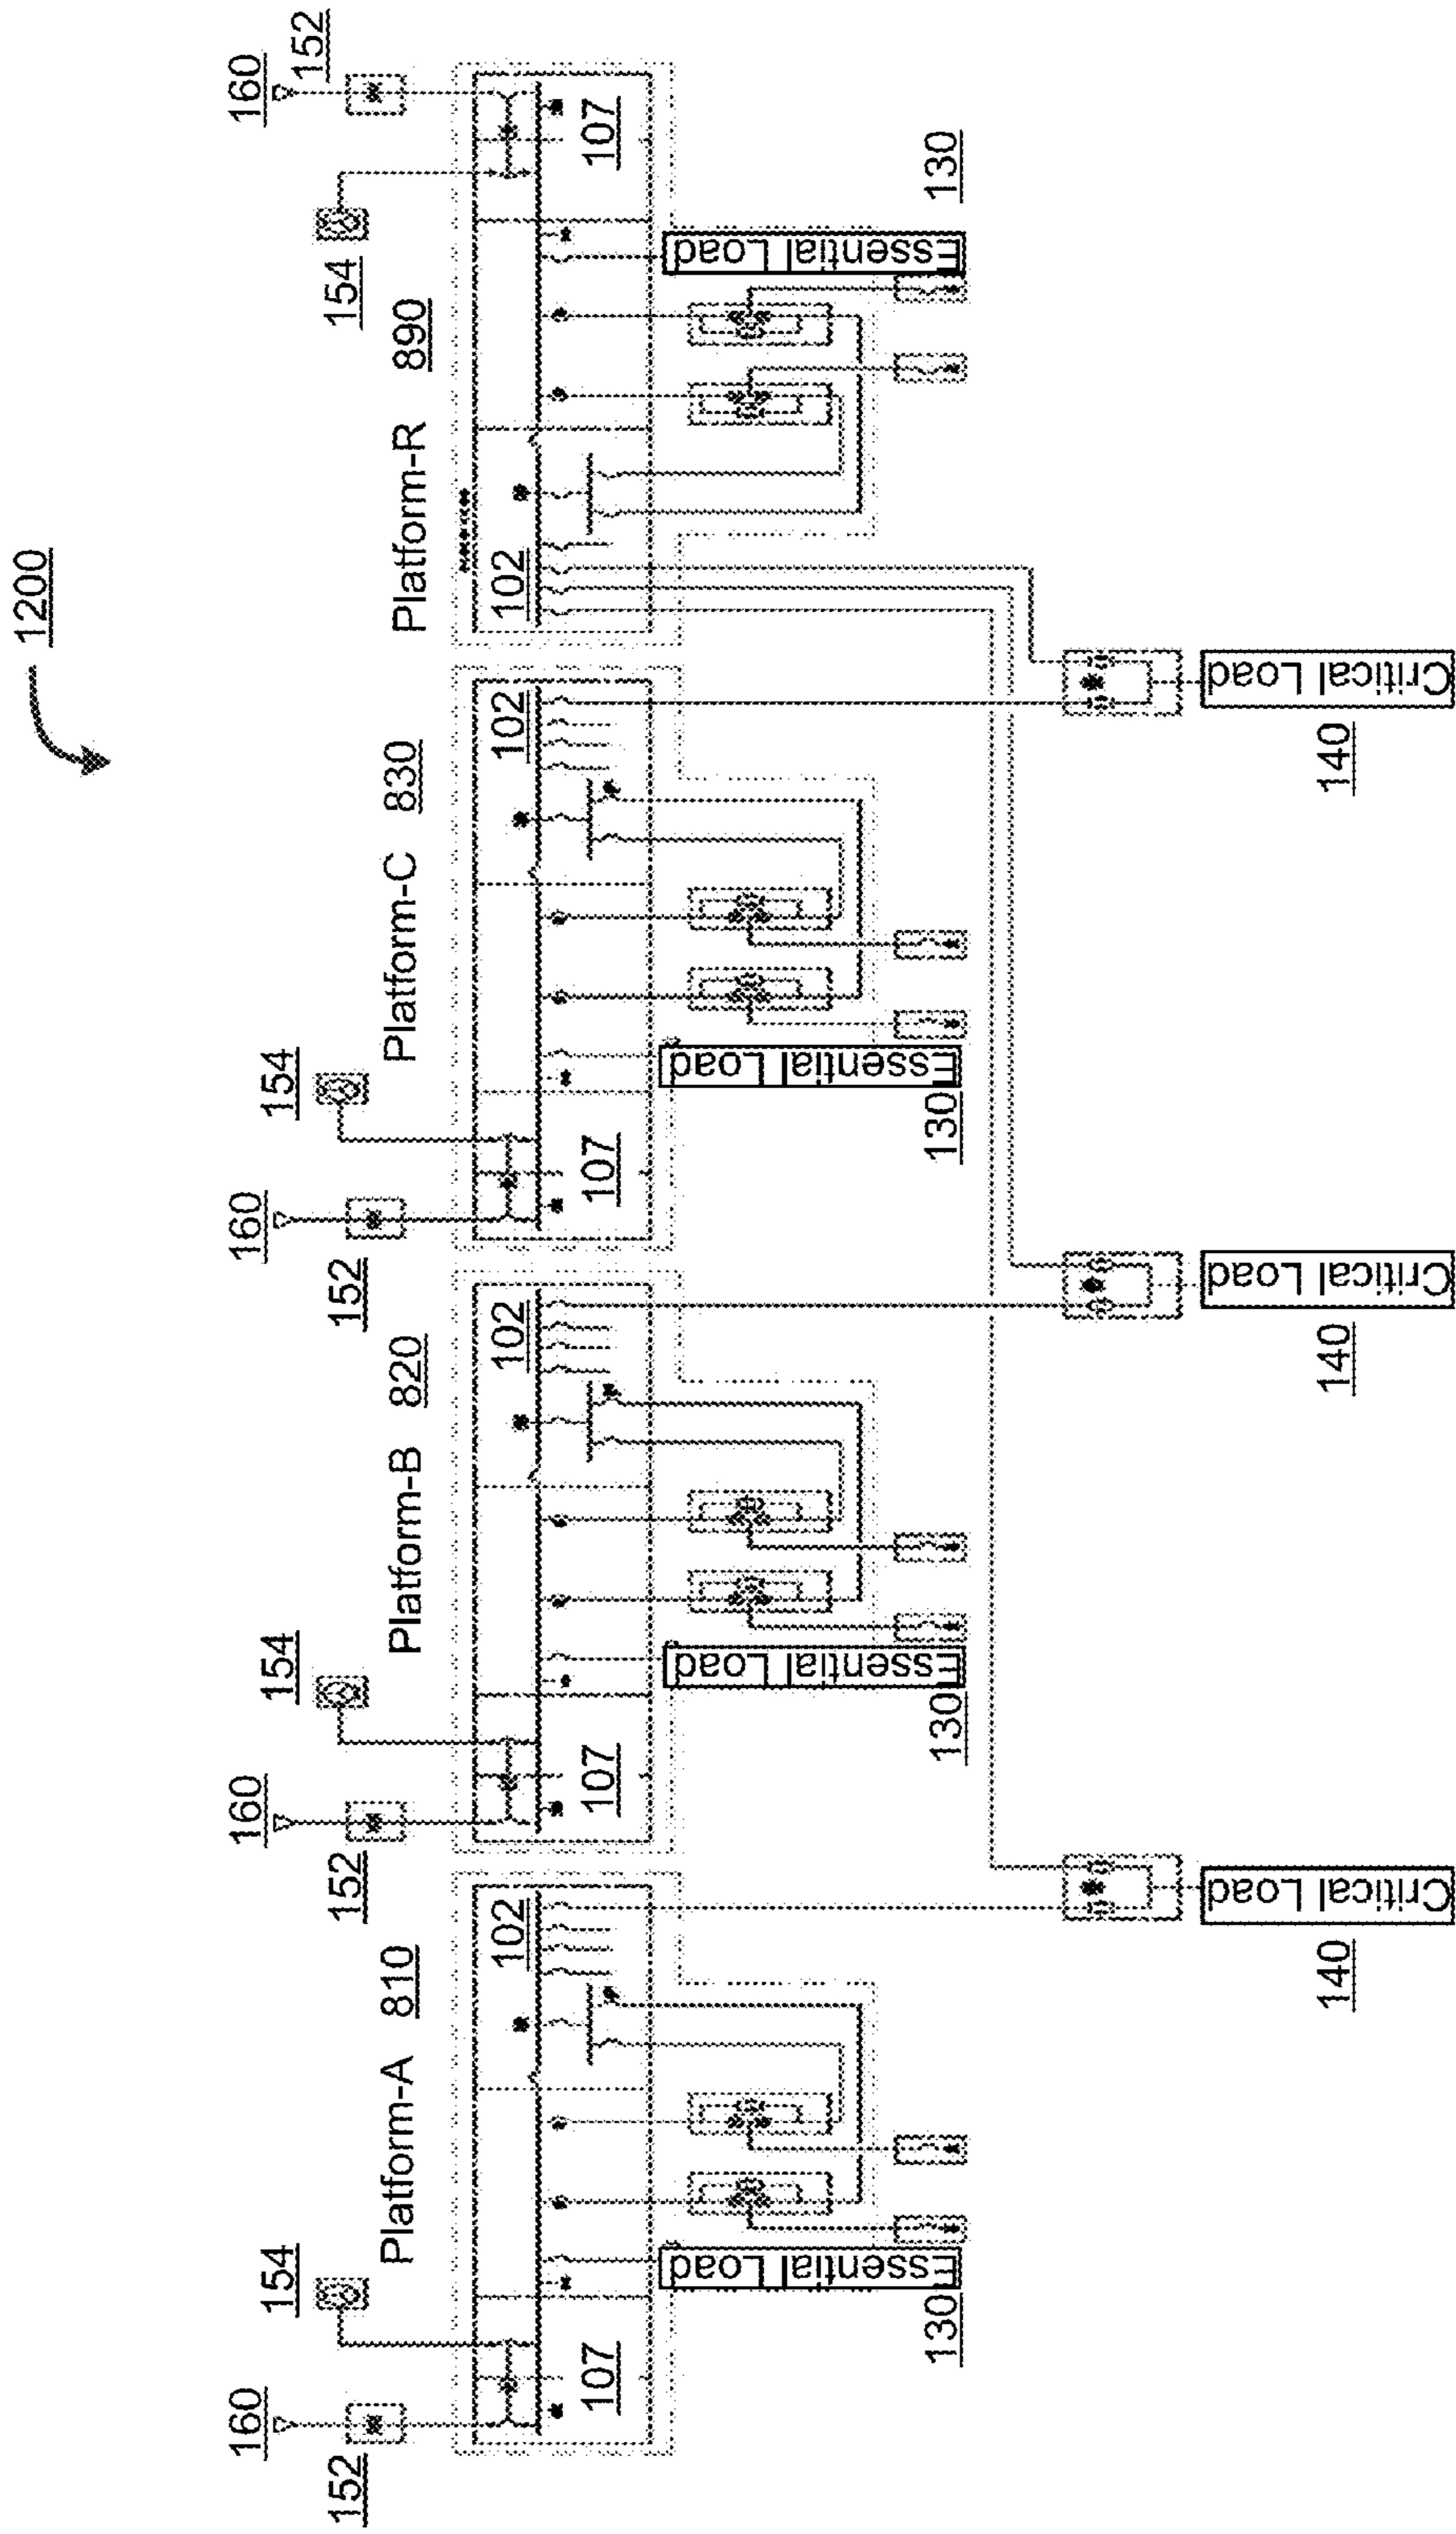 1200
160
152
154
Platform-A 810
102
107
Essential Load
130
160
152
154
Platform-B 820
102
107
Essential Load
130
160
152
154
Platform-C 830
102
107
Essential Load
130
160
152
154
Platform-R 890
102
107
Essential Load
130
Critical Load
140
Critical Load
140
Critical Load
140